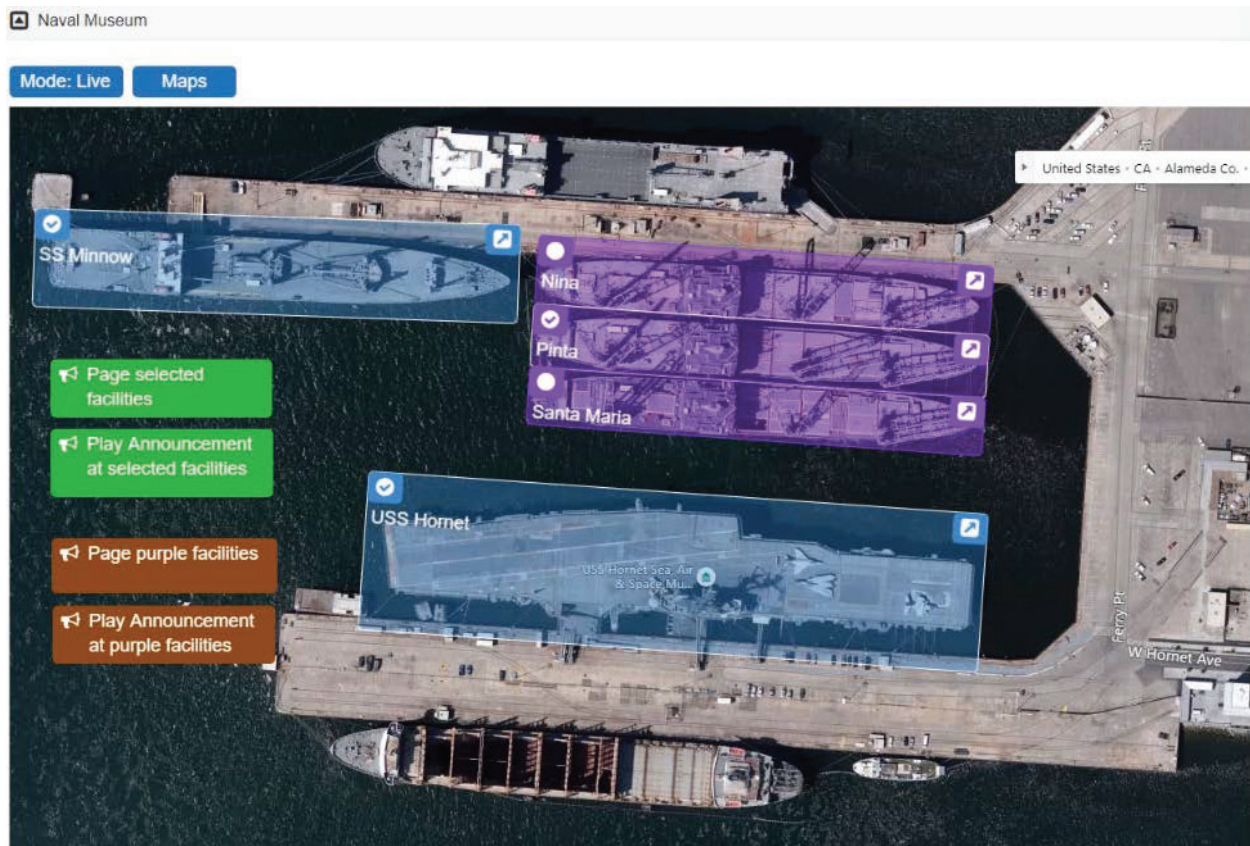 Naval Museum
Mode: Live
Maps
United States • CA • Alameda Co. •
SS Minnow
Nina
Pinta
Santa Maria
Page selected
facilities
Play Announcement
at selected facilities
USS Hornet
Page purple facilities
USS Hornet Sea, Air
& Space Mu...
Play Announcement
at purple facilities
Ferry Pt
W Hornet Ave